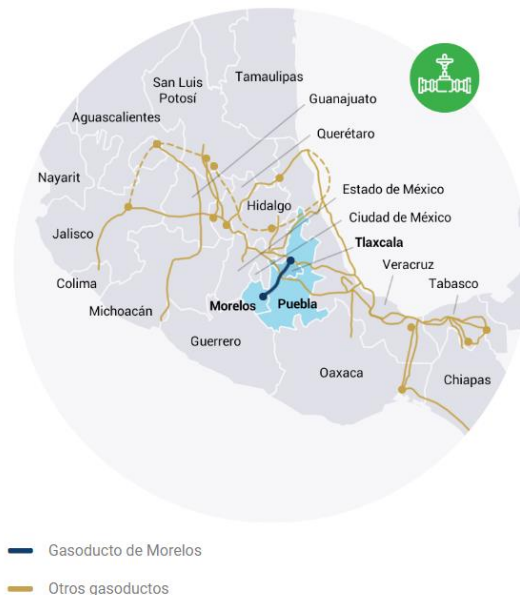 Tamaulipas
San Luis
Potosí
Guanajuato
Aguascalientes
Querétaro
Nayarit
Estado de México
Hidalgo
Ciudad de México
Jalisco
Tlaxcala
Veracruz
Colima
Tabasco
Michoacán
Morelos
Puebla
Guerrero
Oaxaca
Chiapas
Gasoducto de Morelos
Otros gasoductos